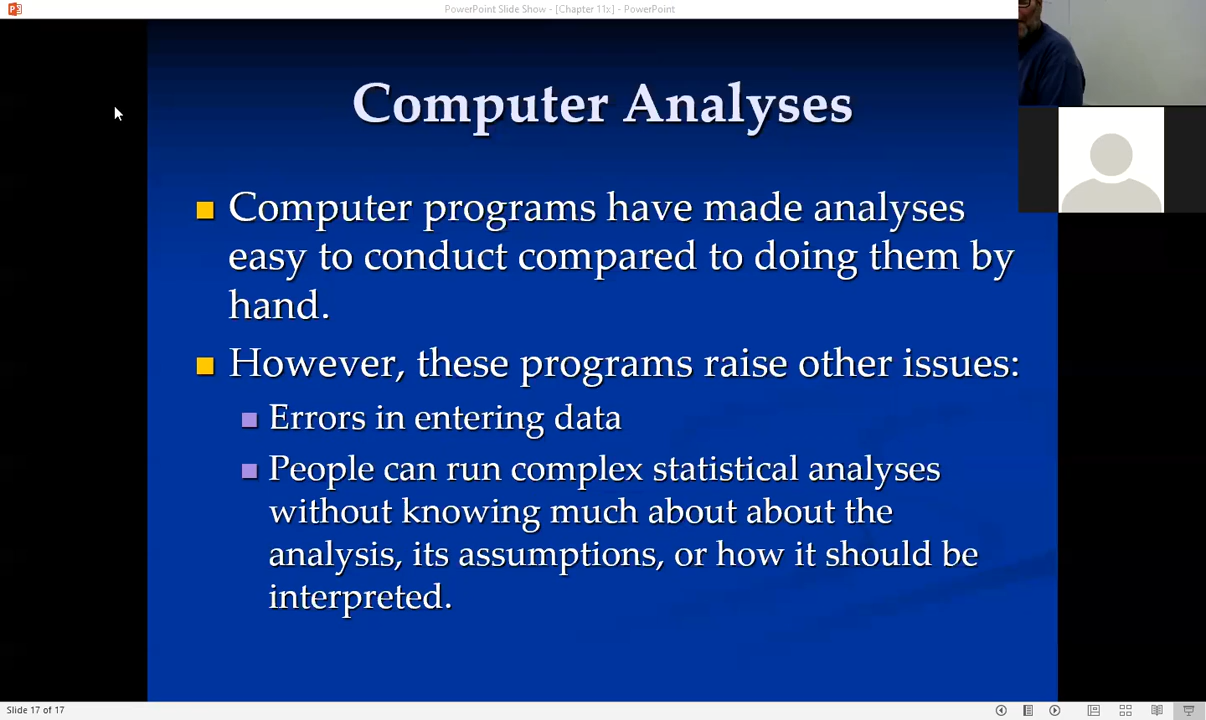 PowerPoint Slide Show - [Chapter 11x] - PowerPoint
Computer Analyses
Computer programs have made analyses
easy to conduct compared to doing them by
hand.
However, these programs raise other issues:
Errors in entering data
People can run complex statistical analyses
without knowing much about about the
analysis, its assumptions, or how it should be
interpreted.
Slide 17 of 17